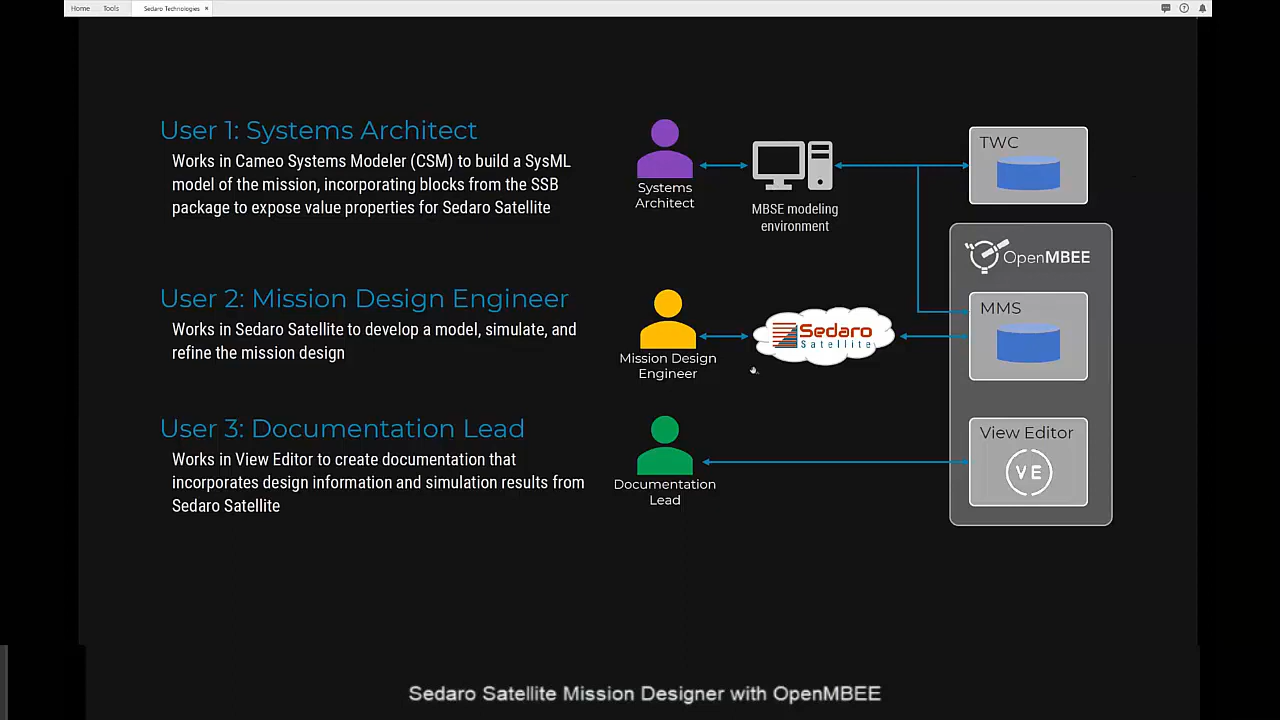 Home Tools Sedaro Technologies ×
User 1: Systems Architect
Works in Cameo Systems Modeler (CSM) to build a SysML
model of the mission, incorporating blocks from the SSB
package to expose value properties for Sedaro Satellite
Systems
Architect
MBSE modeling
environment
TWC
OpenMBEE
User 2: Mission Design Engineer
Works in Sedaro Satellite to develop a model, simulate, and
refine the mission design
Mission Design
Engineer
Sedaro
Satellite
MMS
User 3: Documentation Lead
Works in View Editor to create documentation that
incorporates design information and simulation results from
Sedaro Satellite
Documentation
Lead
View Editor
VE
Sedaro Satellite Mission Designer with OpenMBEE